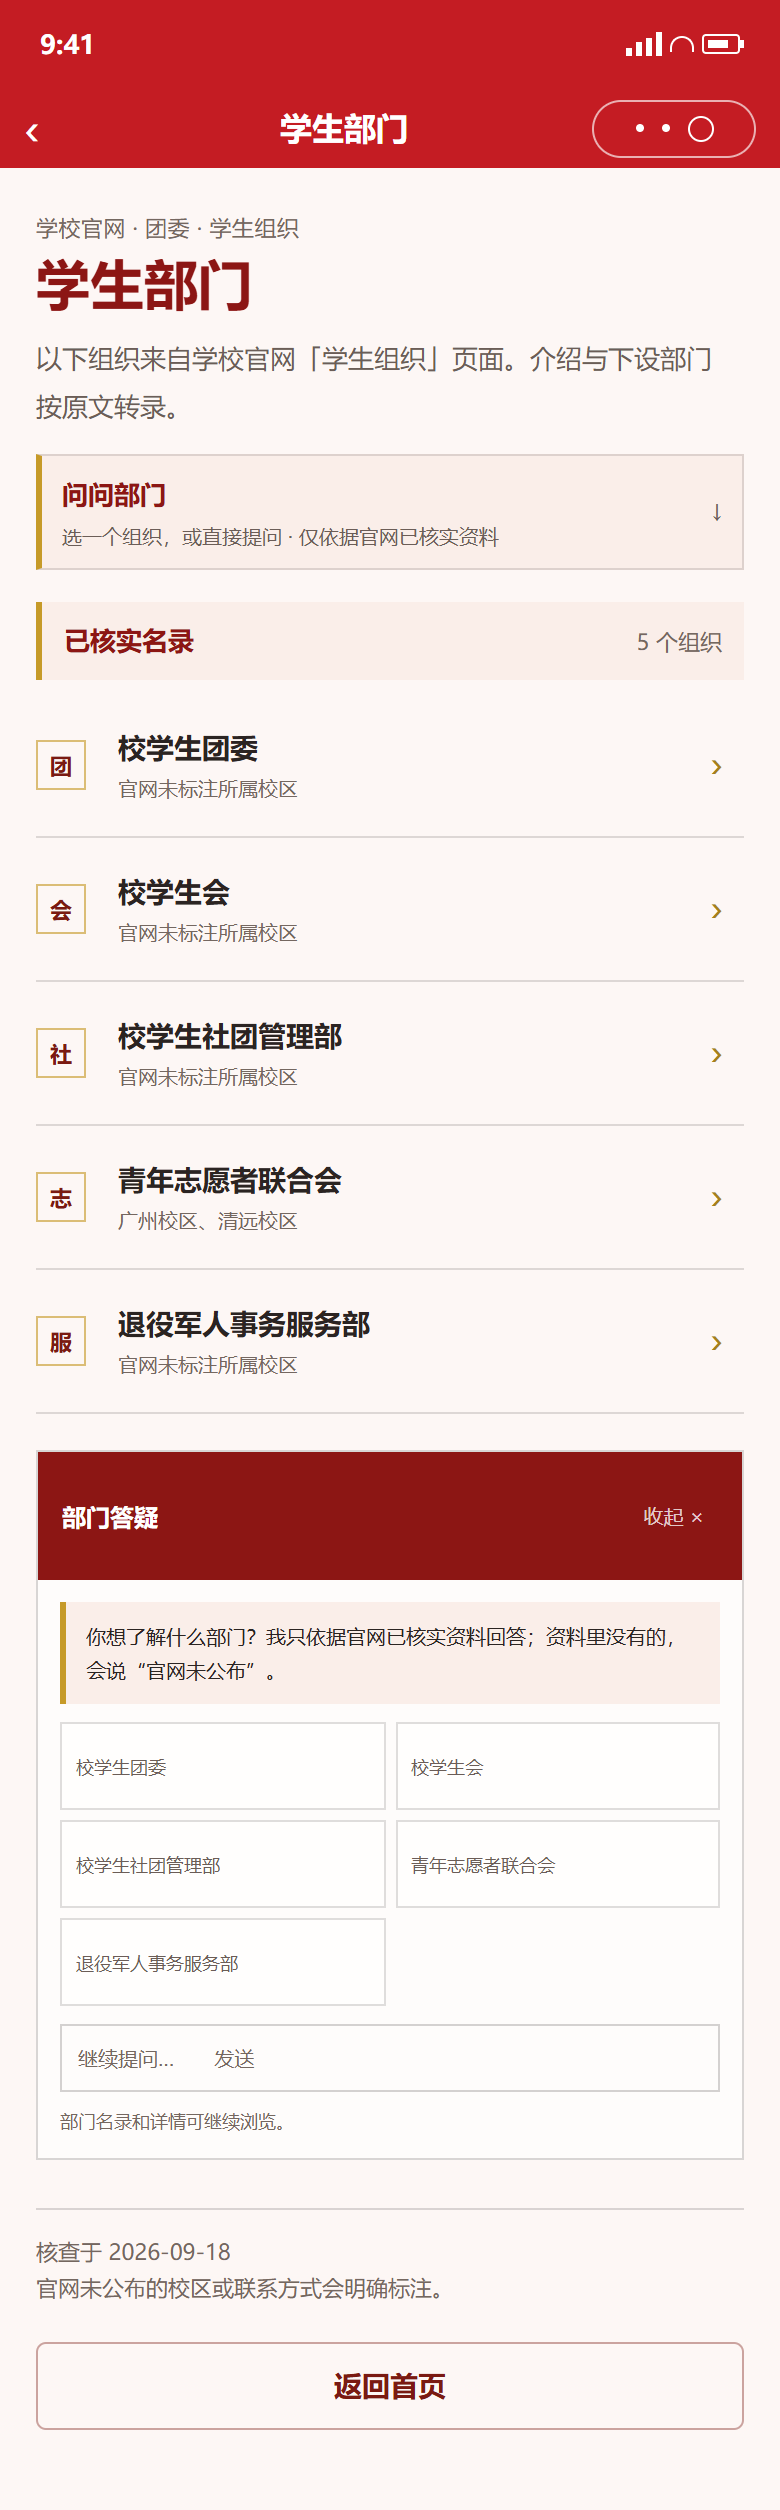 9:41
‹
学生部门
学校官网 · 团委 · 学生组织
学生部门
以下组织来自学校官网「学生组织」页面。介绍与下设部门
按原文转录。
问问部门
选一个组织，或直接提问 · 仅依据官网已核实资料
↓
已核实名录
5 个组织
团
校学生团委
官网未标注所属校区
›
会
校学生会
官网未标注所属校区
›
社
校学生社团管理部
官网未标注所属校区
›
志
青年志愿者联合会
广州校区、清远校区
›
服
退役军人事务服务部
官网未标注所属校区
›
部门答疑
收起 ×
你想了解什么部门？我只依据官网已核实资料回答；资料里没有的，
会说“官网未公布”。
校学生团委
校学生会
校学生社团管理部
青年志愿者联合会
退役军人事务服务部
继续提问...
发送
部门名录和详情可继续浏览。
核查于 2026-09-18
官网未公布的校区或联系方式会明确标注。
返回首页